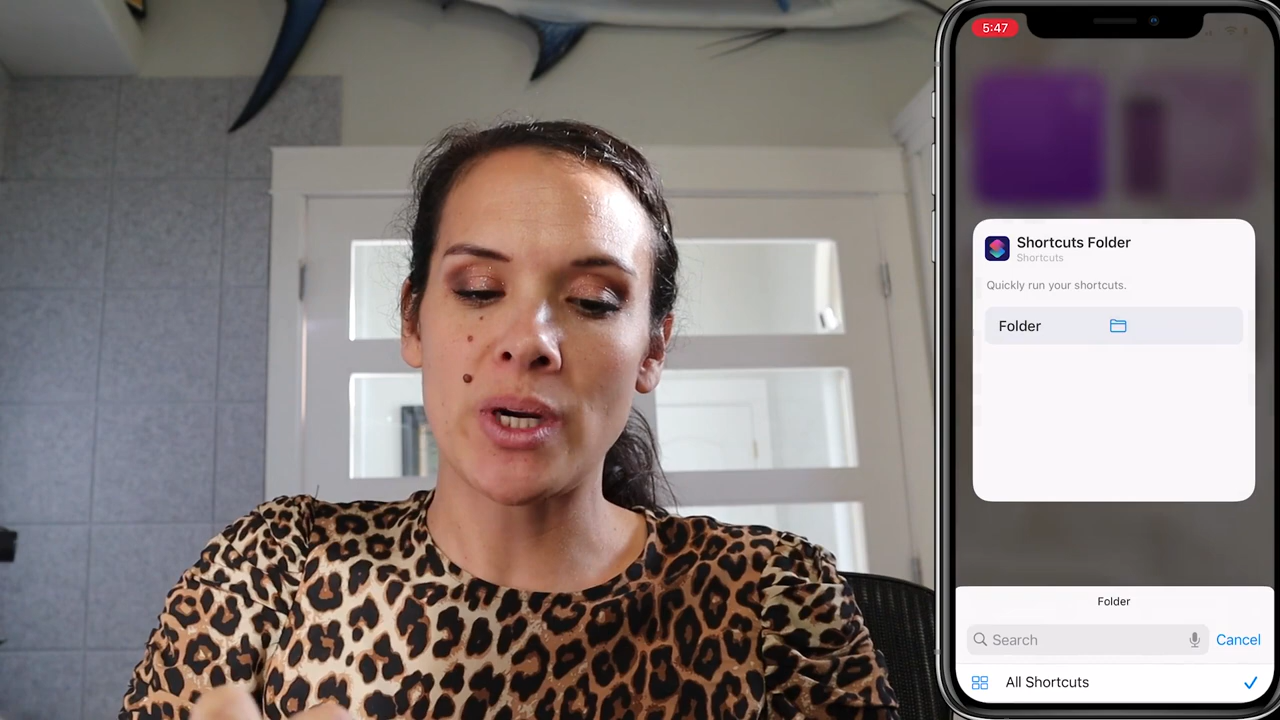 5:47
Shortcuts Folder
Shortcuts
Quickly run your shortcuts.
Folder
Folder
Search
Cancel
All Shortcuts